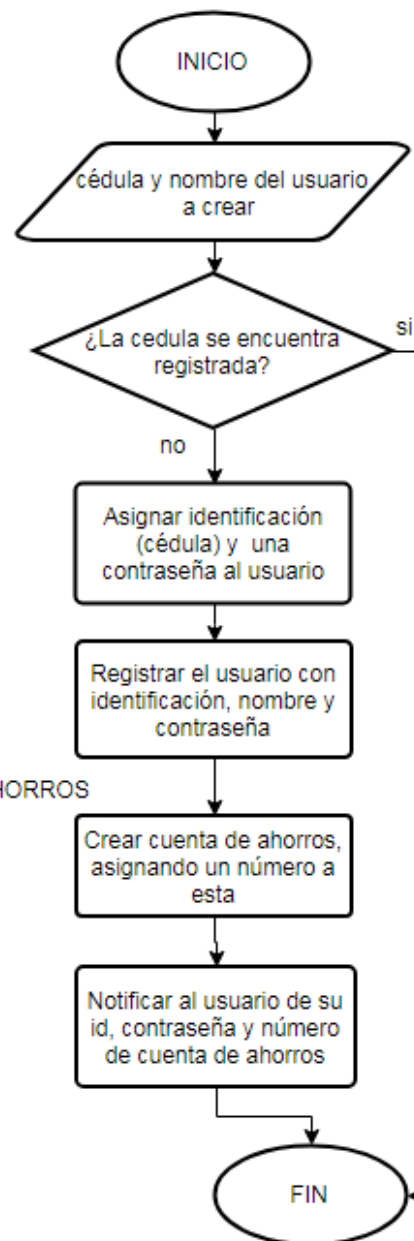 INICIO
cédula y nombre del usuario
a crear
¿La cedula se encuentra
registrada?
si
no
Asignar identificación
(cédula) y una
contraseña al usuario
Registrar el usuario con
identificación, nombre y
contraseña
HORROS
Crear cuenta de ahorros,
asignando un número a
esta
Notificar al usuario de su
id, contraseña y número
de cuenta de ahorros
FIN